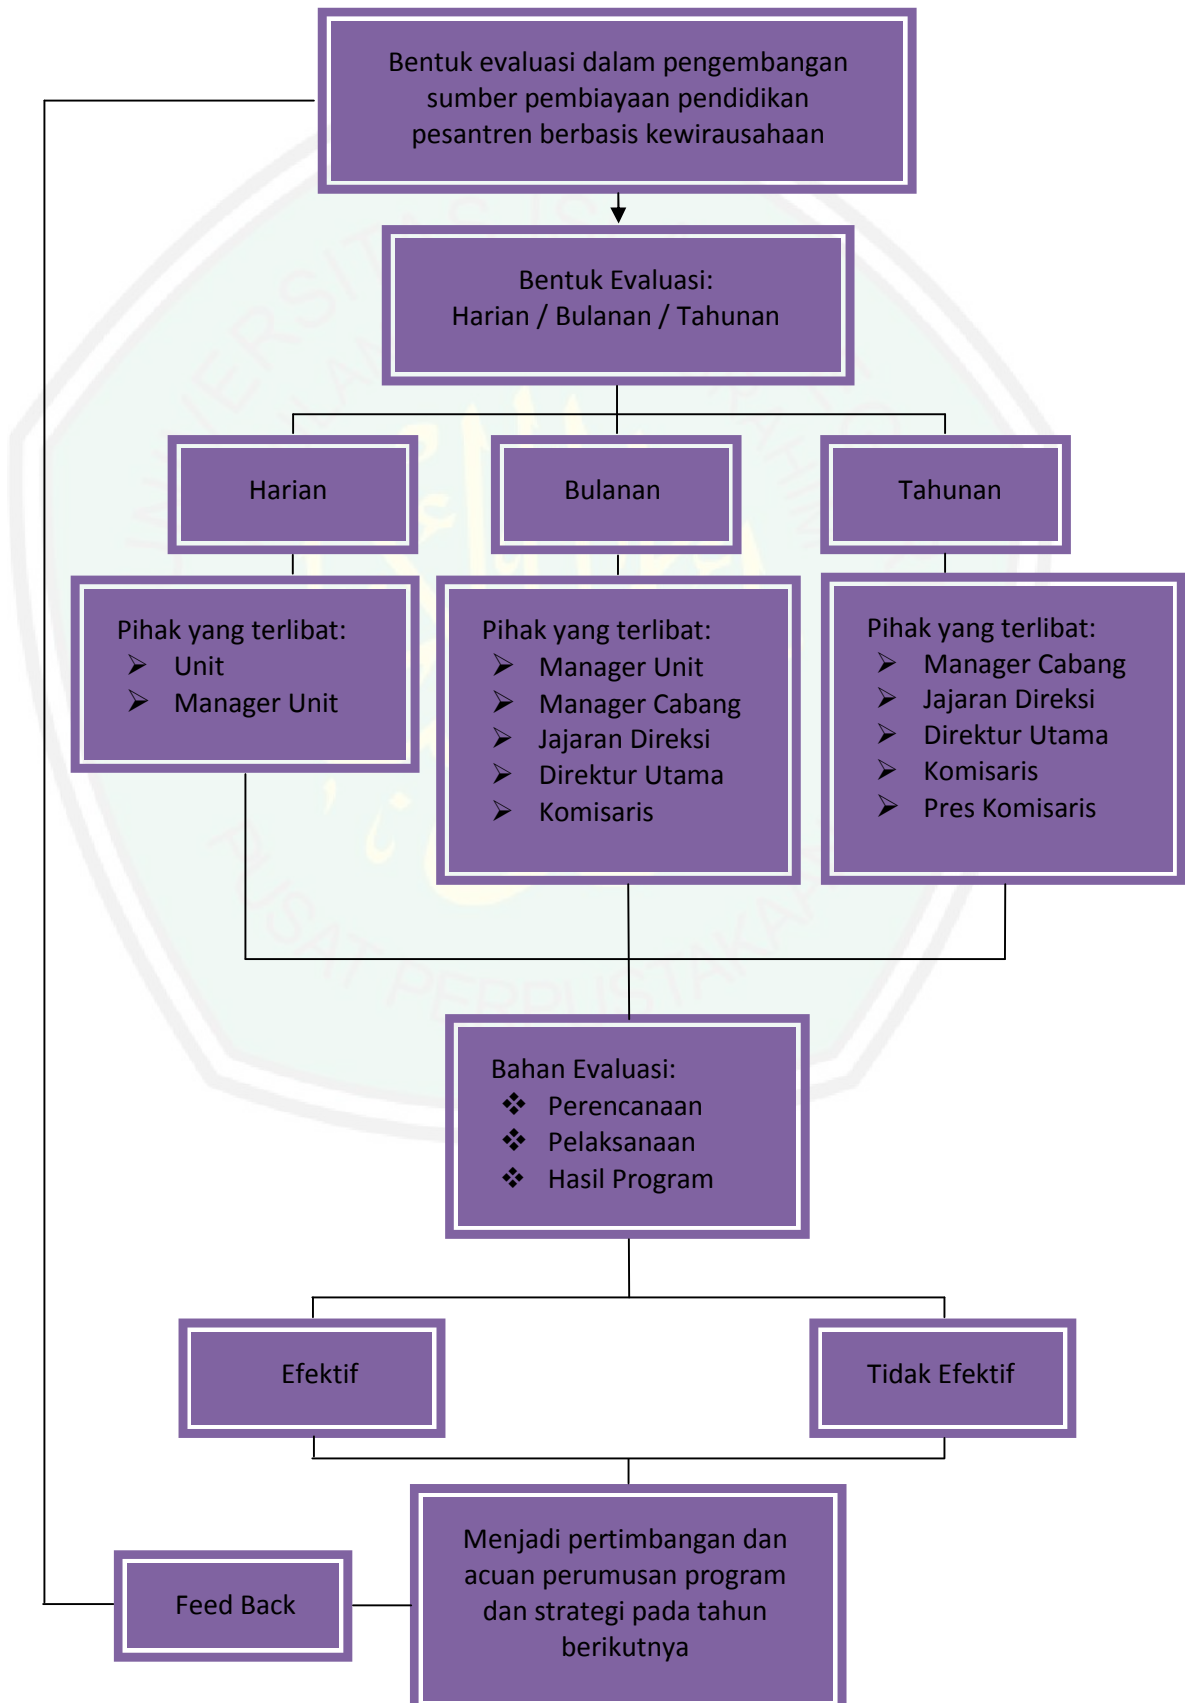 Bentuk evaluasi dalam pengembangan
sumber pembiayaan pendidikan
pesantren berbasis kewirausahaan
Bentuk Evaluasi:
Harian / Bulanan / Tahunan
Harian
Bulanan
Tahunan
Pihak yang terlibat:
➢ Unit
➢ Manager Unit
Pihak yang terlibat:
➢ Manager Unit
➢ Manager Cabang
➢ Jajaran Direksi
➢ Direktur Utama
➢ Komisaris
Pihak yang terlibat:
➢ Manager Cabang
➢ Jajaran Direksi
➢ Direktur Utama
➢ Komisaris
➢ Pres Komisaris
Bahan Evaluasi:
❖ Perencanaan
❖ Pelaksanaan
❖ Hasil Program
Efektif
Tidak Efektif
Menjadi pertimbangan dan
acuan perumusan program
dan strategi pada tahun
berikutnya
Feed Back
PUSAT PERPUSTAKAAN